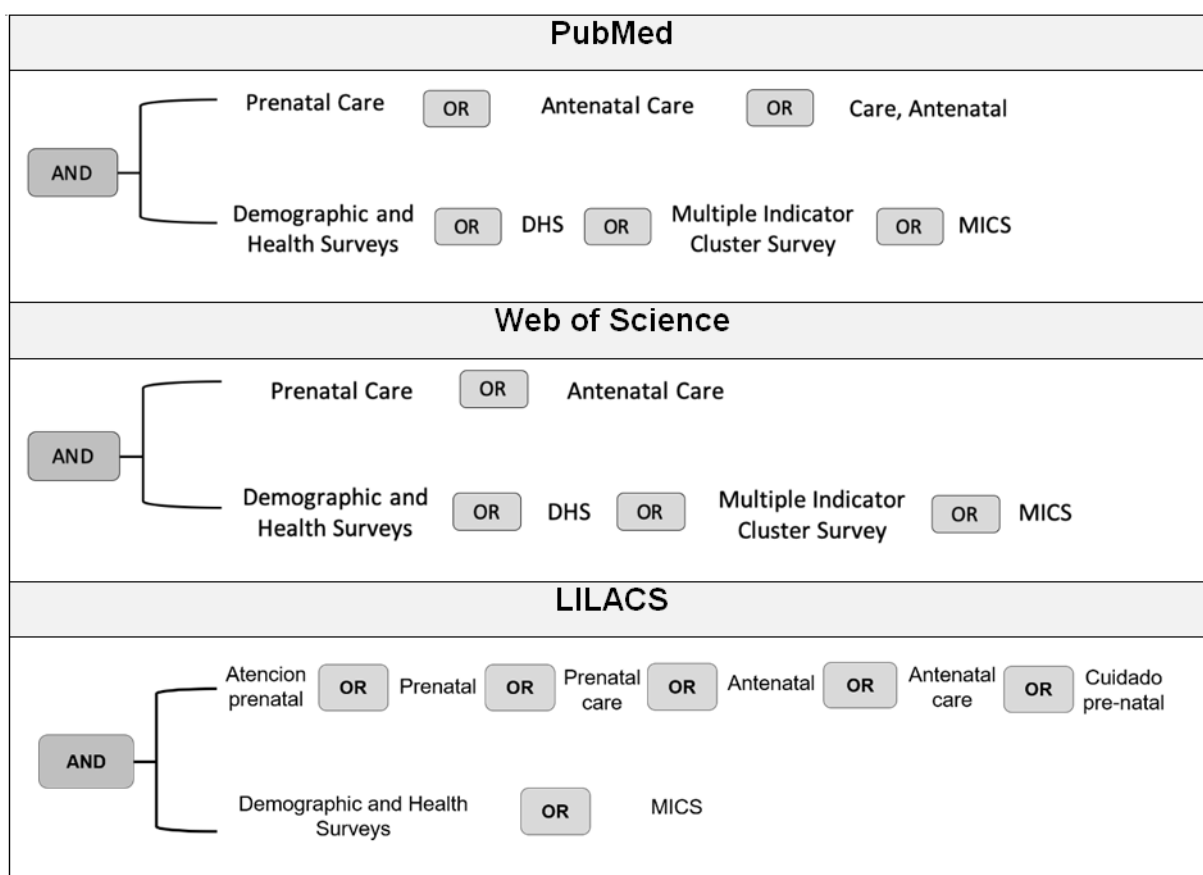 PubMed
Prenatal Care OR Antenatal Care OR Care, Antenatal
AND
Demographic and Health Surveys OR DHS OR Multiple Indicator Cluster Survey OR MICS
Web of Science
Prenatal Care OR Antenatal Care
AND
Demographic and Health Surveys OR DHS OR Multiple Indicator Cluster Survey OR MICS
LILACS
Atencion prenatal OR Prenatal OR Prenatal care OR Antenatal OR Antenatal care OR Cuidado pre-natal
AND
Demographic and Health Surveys OR MICS